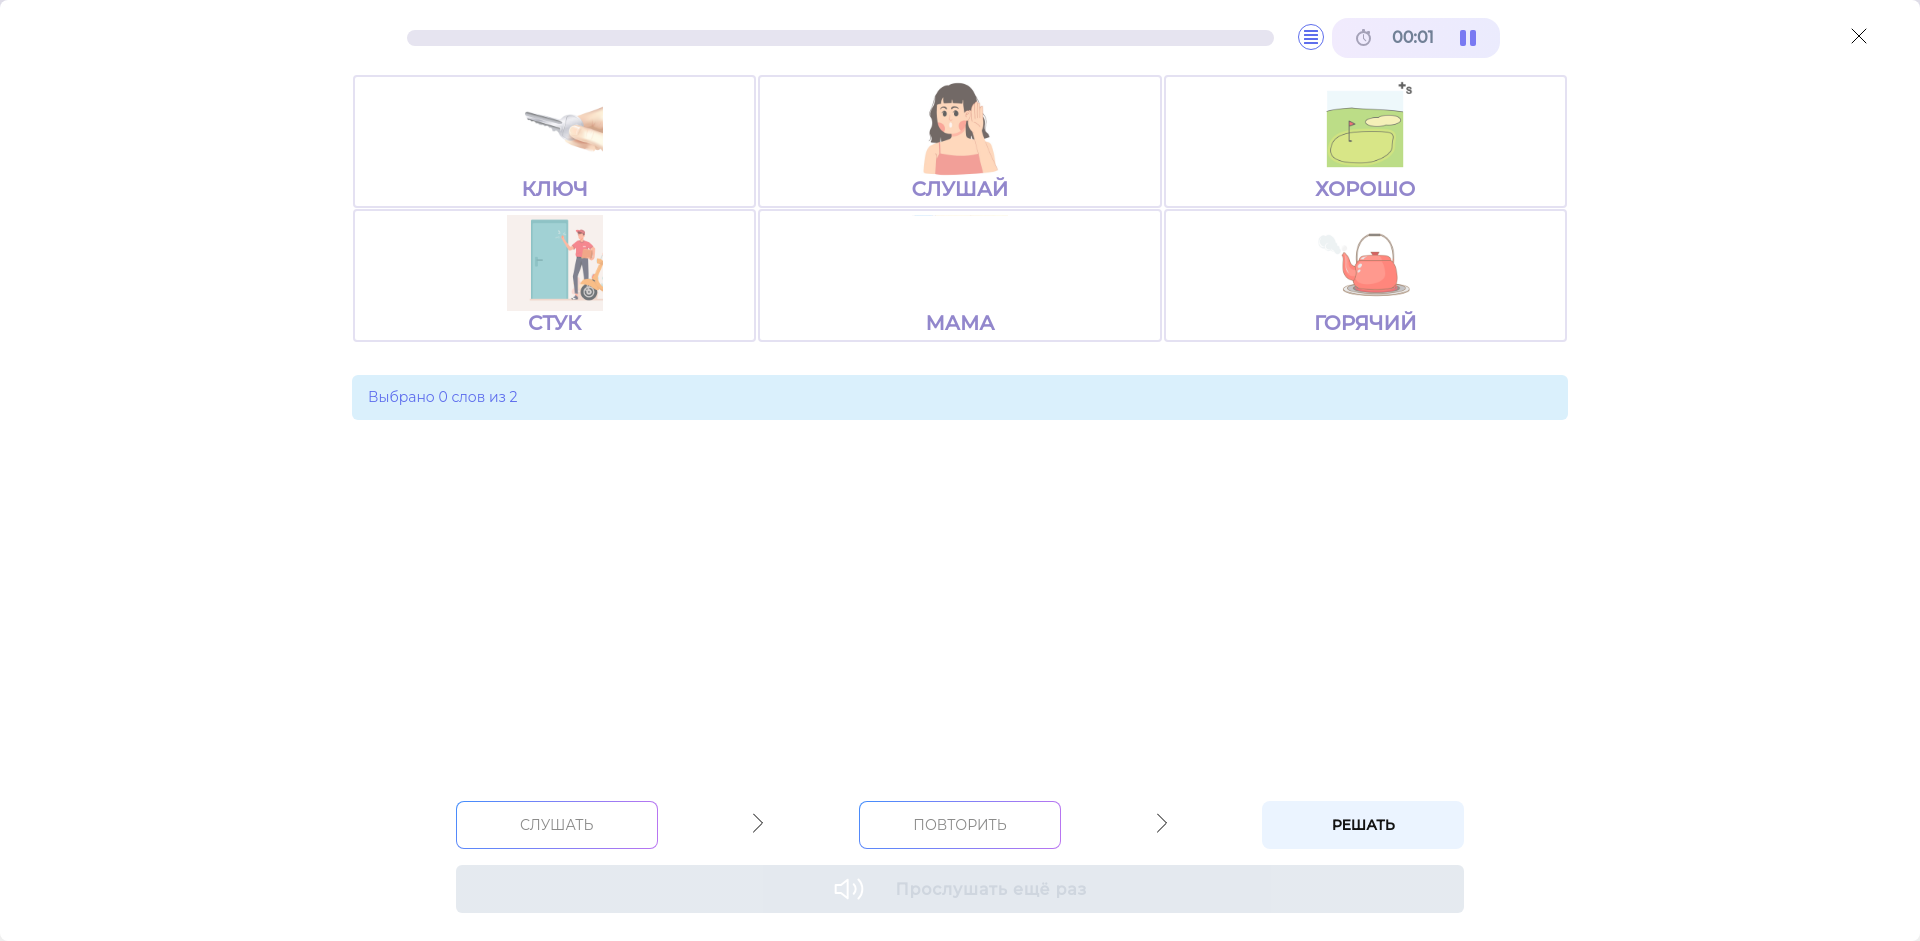 00:01
+s
КЛЮЧ
СЛУШАЙ
ХОРОШО
СТУК
МАМА
ГОРЯЧИЙ
Выбрано 0 слов из 2
СЛУШАТЬ
ПОВТОРИТЬ
РЕШАТЬ
Прослушать ещё раз